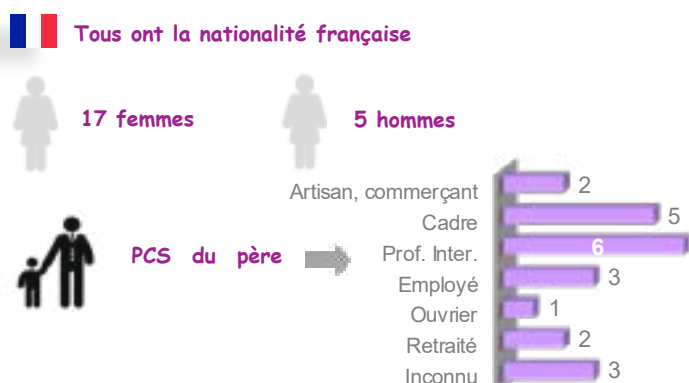 Tous ont la nationalité française
17 femmes
5 hommes
PCS du père
Artisan, commerçant 2
Cadre 5
Prof. Inter. 6
Employé 3
Ouvrier 1
Retraité 2
Inconnu 3